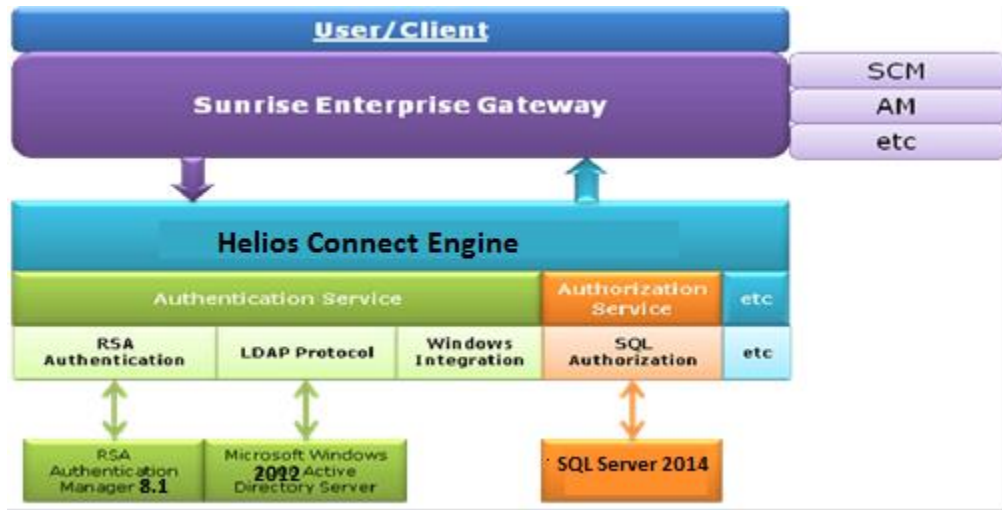 User/Client
Sunrise Enterprise Gateway
SCM
AM
etc
Helios Connect Engine
Authentication Service
Authorization
Service
etc
RSA
Authentication
LDAP Protocol
Windows
Integration
SQL
Authorization
etc
RSA
Authentication
Manager 8.1
Microsoft Windows
2012 Active
Directory Server
SQL Server 2014